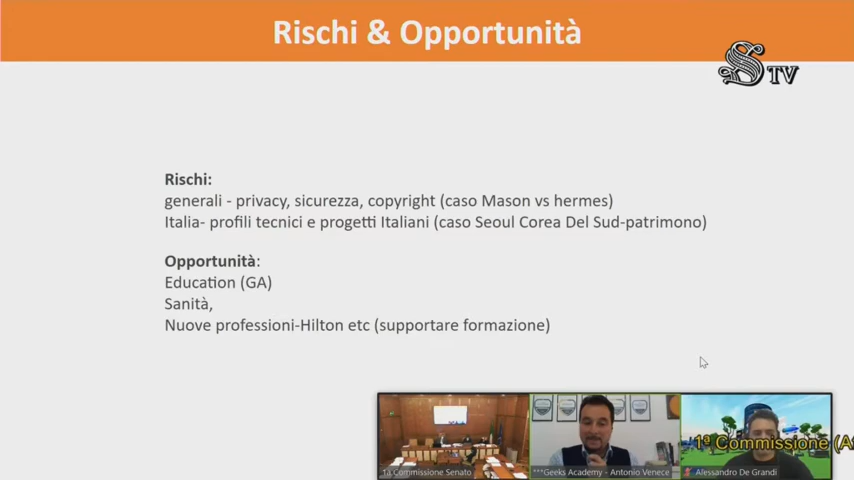 Rischi & Opportunità
S TV
Rischi:
generali - privacy, sicurezza, copyright (caso Mason vs hermes)
Italia- profili tecnici e progetti Italiani (caso Seoul Corea Del Sud-patrimono)
Opportunità:
Education (GA)
Sanità,
Nuove professioni-Hilton etc (supportare formazione)
1ª Commissione (A
1a Commissione Senato
***Geeks Academy - Antonio Venece
Alessandro De Grandi